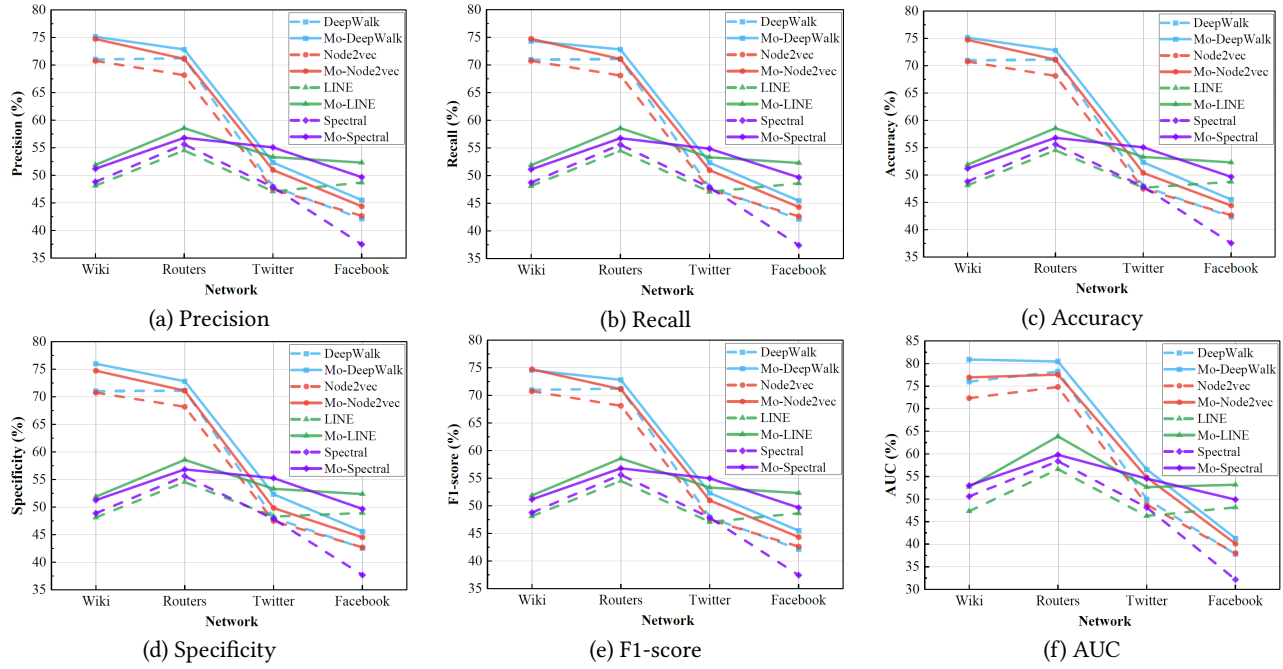 80
75
70
65
60
55
50
45
40
35
Precision (%)
DeepWalk
Mo-DeepWalk
Node2vec
Mo-Node2vec
LINE
Mo-LINE
Spectral
Mo-Spectral
Wiki Routers Twitter Facebook
Network
(a) Precision
80
75
70
65
60
55
50
45
40
35
Recall (%)
DeepWalk
Mo-DeepWalk
Node2vec
Mo-Node2vec
LINE
Mo-LINE
Spectral
Mo-Spectral
Wiki Routers Twitter Facebook
Network
(b) Recall
80
75
70
65
60
55
50
45
40
35
Accuracy (%)
DeepWalk
Mo-DeepWalk
Node2vec
Mo-Node2vec
LINE
Mo-LINE
Spectral
Mo-Spectral
Wiki Routers Twitter Facebook
Network
(c) Accuracy
80
75
70
65
60
55
50
45
40
35
Specificity (%)
DeepWalk
Mo-DeepWalk
Node2vec
Mo-Node2vec
LINE
Mo-LINE
Spectral
Mo-Spectral
Wiki Routers Twitter Facebook
Network
(d) Specificity
80
75
70
65
60
55
50
45
40
35
F1-score (%)
DeepWalk
Mo-DeepWalk
Node2vec
Mo-Node2vec
LINE
Mo-LINE
Spectral
Mo-Spectral
Wiki Routers Twitter Facebook
Network
(e) F1-score
85
80
75
70
65
60
55
50
45
40
35
30
AUC (%)
DeepWalk
Mo-DeepWalk
Node2vec
Mo-Node2vec
LINE
Mo-LINE
Spectral
Mo-Spectral
Wiki Routers Twitter Facebook
Network
(f) AUC